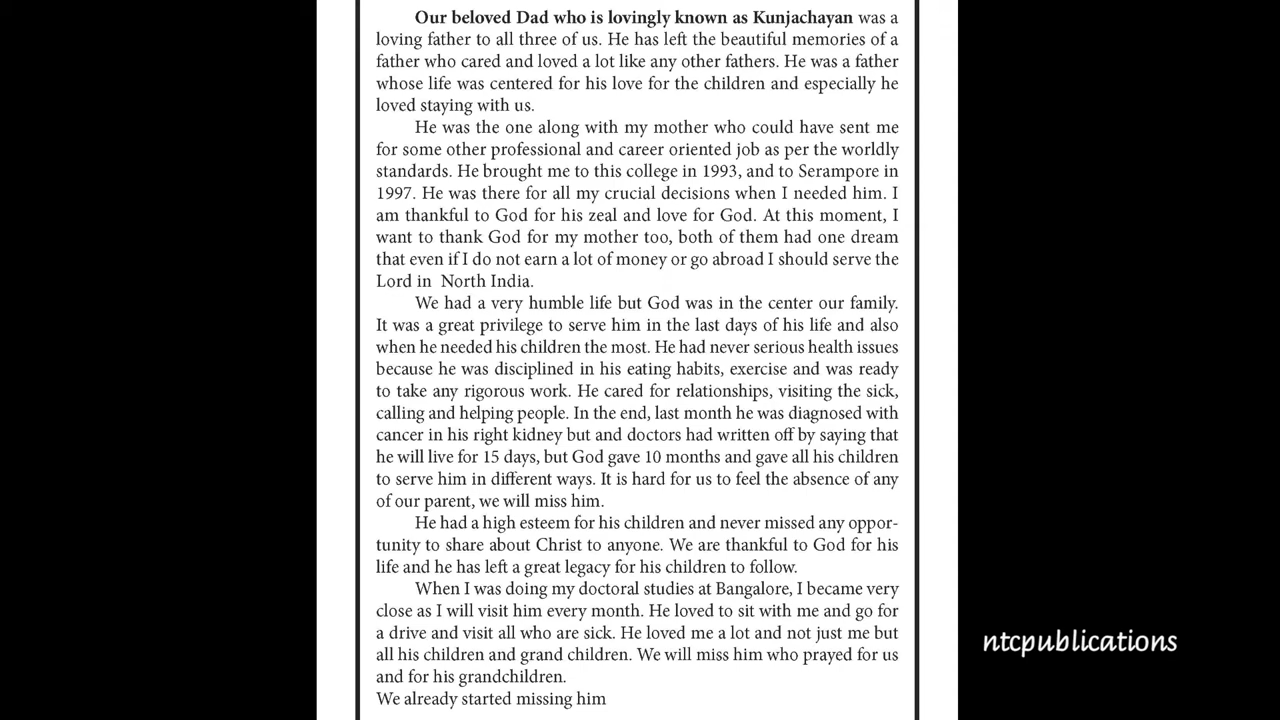 Our beloved Dad who is lovingly known as Kunjachayan was a
loving father to all three of us. He has left the beautiful memories of a
father who cared and loved a lot like any other fathers. He was a father
whose life was centered for his love for the children and especially he
loved staying with us.
He was the one along with my mother who could have sent me
for some other professional and career oriented job as per the worldly
standards. He brought me to this college in 1993, and to Serampore in
1997. He was there for all my crucial decisions when I needed him. I
am thankful to God for his zeal and love for God. At this moment, I
want to thank God for my mother too, both of them had one dream
that even if I do not earn a lot of money or go abroad I should serve the
Lord in North India.
We had a very humble life but God was in the center our family.
It was a great privilege to serve him in the last days of his life and also
when he needed his children the most. He had never serious health issues
because he was disciplined in his eating habits, exercise and was ready
to take any rigorous work. He cared for relationships, visiting the sick,
calling and helping people. In the end, last month he was diagnosed with
cancer in his right kidney but and doctors had written off by saying that
he will live for 15 days, but God gave 10 months and gave all his children
to serve him in different ways. It is hard for us to feel the absence of any
of our parent, we will miss him.
He had a high esteem for his children and never missed any oppor-
tunity to share about Christ to anyone. We are thankful to God for his
life and he has left a great legacy for his children to follow.
When I was doing my doctoral studies at Bangalore, I became very
close as I will visit him every month. He loved to sit with me and go for
a drive and visit all who are sick. He loved me a lot and not just me but
all his children and grand children. We will miss him who prayed for us
and for his grandchildren.
We already started missing him
ntcpublications